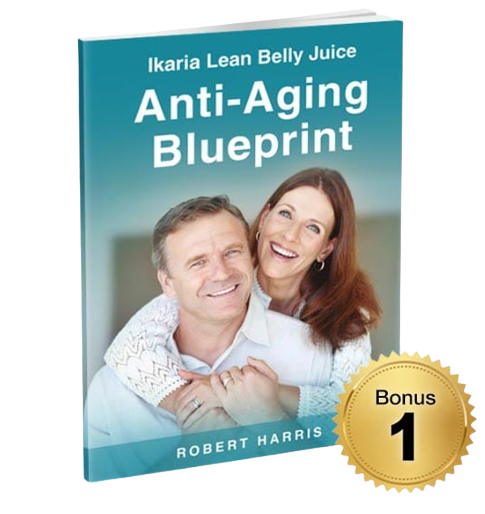 Ikaria Lean Belly Juice
Anti-Aging
Blueprint
ROBERT HARRIS
Bonus
1